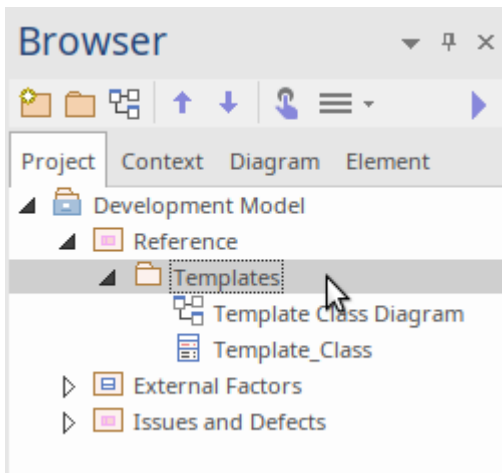 Browser
Project Context Diagram Element
Development Model
Reference
Templates
Template Class Diagram
Template_Class
External Factors
Issues and Defects